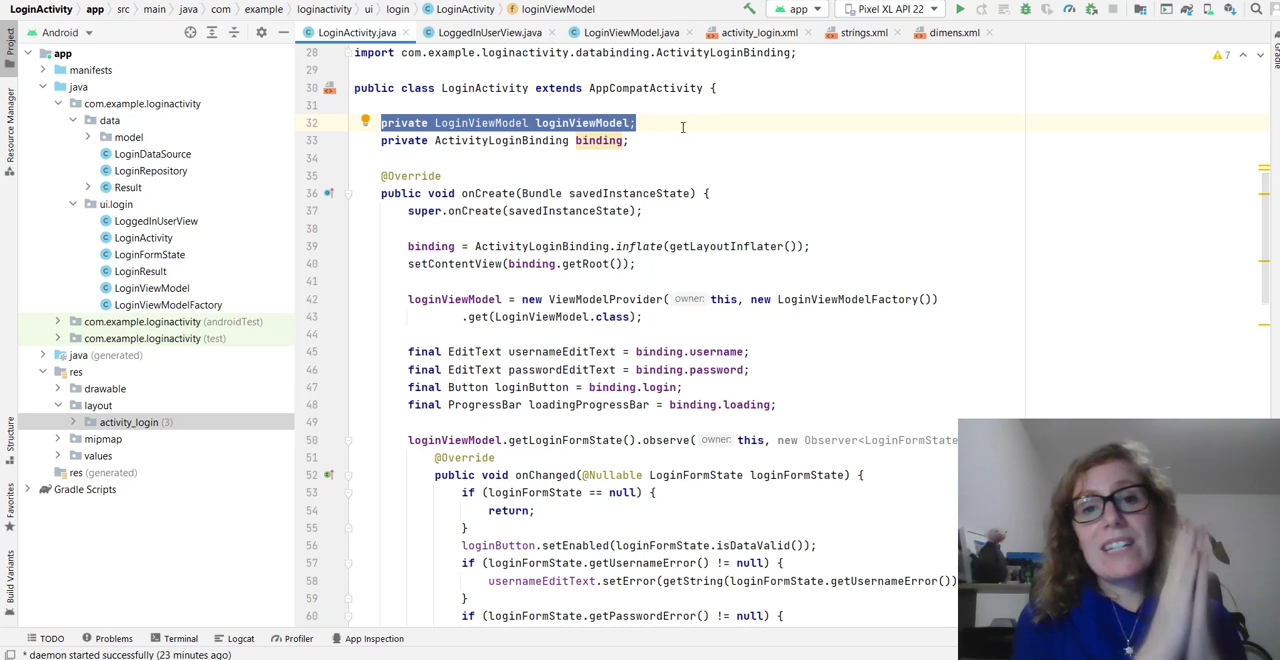 LoginActivity › app › src › main › java › com › example › loginactivity › ui › login › LoginActivity › loginViewModel
app
Pixel XL API 22
Android
LoginActivity.java
LoggedInUserView.java
LoginViewModel.java
activity_login.xml
strings.xml
dimens.xml
Project
Resource Manager
Structure
Favorites
Build Variants
Gradle
app
manifests
java
com.example.loginactivity
data
model
LoginDataSource
LoginRepository
Result
ui.login
LoggedInUserView
LoginActivity
LoginFormState
LoginResult
LoginViewModel
LoginViewModelFactory
com.example.loginactivity (androidTest)
com.example.loginactivity (test)
java (generated)
res
drawable
layout
activity_login (3)
mipmap
values
res (generated)
Gradle Scripts
7
28 import com.example.loginactivity.databinding.ActivityLoginBinding;
29
30 public class LoginActivity extends AppCompatActivity {
31
32 private LoginViewModel loginViewModel;
33 private ActivityLoginBinding binding;
34
35 @Override
36 public void onCreate(Bundle savedInstanceState) {
37 super.onCreate(savedInstanceState);
38
39 binding = ActivityLoginBinding.inflate(getLayoutInflater());
40 setContentView(binding.getRoot());
41
42 loginViewModel = new ViewModelProvider( owner: this, new LoginViewModelFactory())
43 .get(LoginViewModel.class);
44
45 final EditText usernameEditText = binding.username;
46 final EditText passwordEditText = binding.password;
47 final Button loginButton = binding.login;
48 final ProgressBar loadingProgressBar = binding.loading;
49
50 loginViewModel.getLoginFormState().observe( owner: this, new Observer<LoginFormState
51 @Override
52 public void onChanged(@Nullable LoginFormState loginFormState) {
53 if (loginFormState == null) {
54 return;
55 }
56 loginButton.setEnabled(loginFormState.isDataValid());
57 if (loginFormState.getUsernameError() != null) {
58 usernameEditText.setError(getString(loginFormState.getUsernameError())
59 }
60 if (loginFormState.getPasswordError() != null) {
TODO
Problems
Terminal
Logcat
Profiler
App Inspection
* daemon started successfully (23 minutes ago)